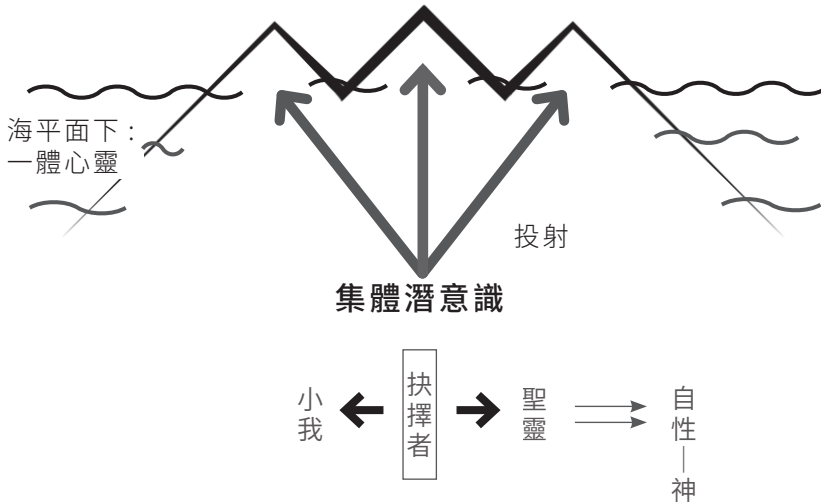 海平面下：
一體心靈
投射
集體潛意識
小我
抉擇者
聖靈
自性—神